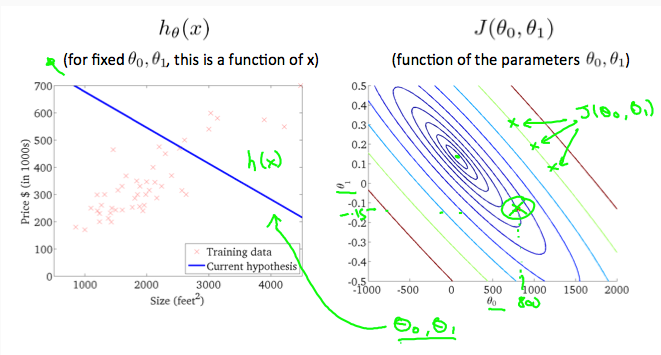 hθ(x)
(for fixed θ0, θ1, this is a function of x)
700
600
500
400
300
200
100
0
Price $ (in 1000s)
1000
2000
3000
4000
Size (feet²)
h(x)
Training data
Current hypothesis
θ0, θ1
J(θ0, θ1)
(function of the parameters θ0, θ1)
0.5
0.4
0.3
0.2
0.1
0
-0.1
-0.2
-0.3
-0.4
-0.5
θ1
-.15
-1000
-500
0
500
1000
1500
2000
θ0
800
J(θ0, θ1)